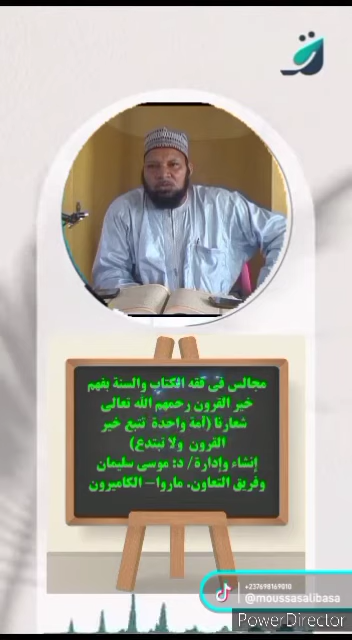 مجالس في فقه الكتاب والسنة بفهم
خير القرون رحمهم الله تعالى
شعارنا (أمة واحدة تتبع خير
القرون ولا تبتدع)
إنشاء وإدارة/ د: موسى سليمان
وفريق التعاون. ماروا– الكاميرون
+237698169010
@moussasalibasa
PowerDirector